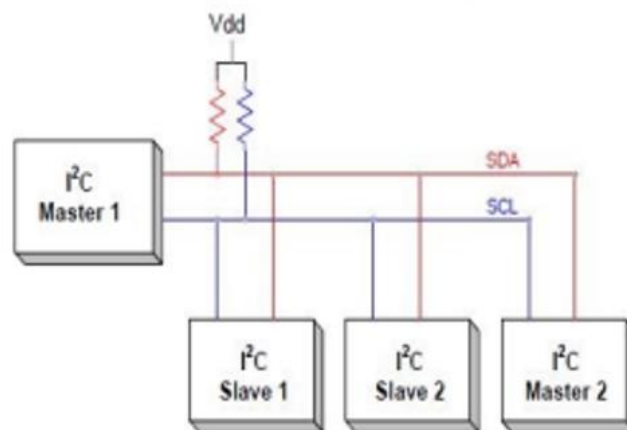 Vdd
SDA
I²C
Master 1
SCL
I²C
Slave 1
I²C
Slave 2
I²C
Master 2